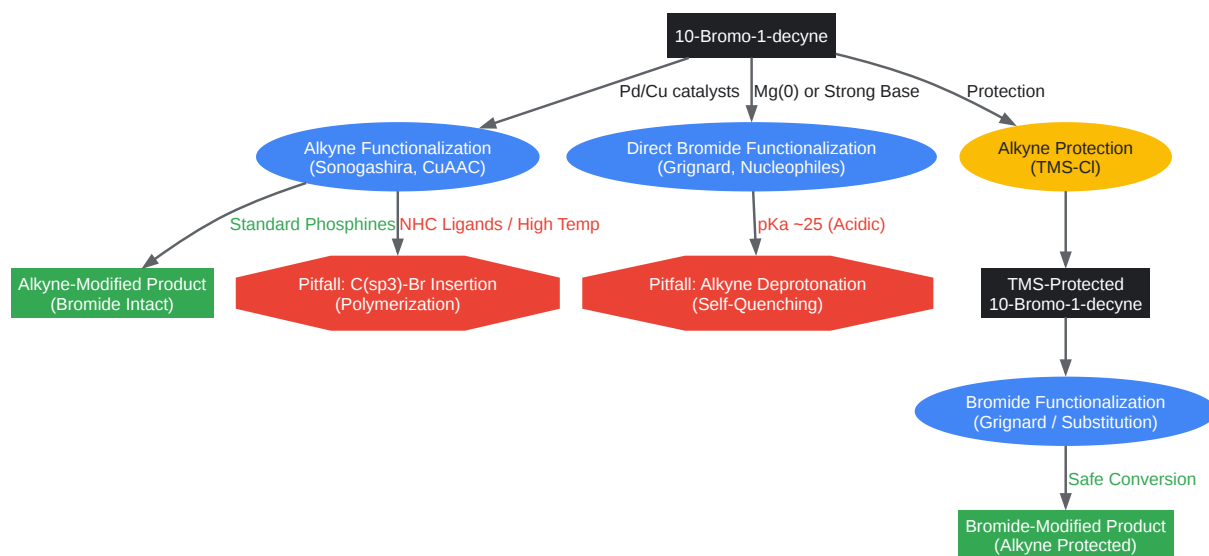 10-Bromo-1-decyne
Pd/Cu catalysts
Mg(0) or Strong Base
Protection
Alkyne Functionalization
(Sonogashira, CuAAC)
Direct Bromide Functionalization
(Grignard, Nucleophiles)
Alkyne Protection
(TMS-Cl)
Standard Phosphines
NHC Ligands / High Temp
pKa ~25 (Acidic)
Alkyne-Modified Product
(Bromide Intact)
Pitfall: C(sp3)-Br Insertion
(Polymerization)
Pitfall: Alkyne Deprotonation
(Self-Quenching)
TMS-Protected
10-Bromo-1-decyne
Bromide Functionalization
(Grignard / Substitution)
Safe Conversion
Bromide-Modified Product
(Alkyne Protected)